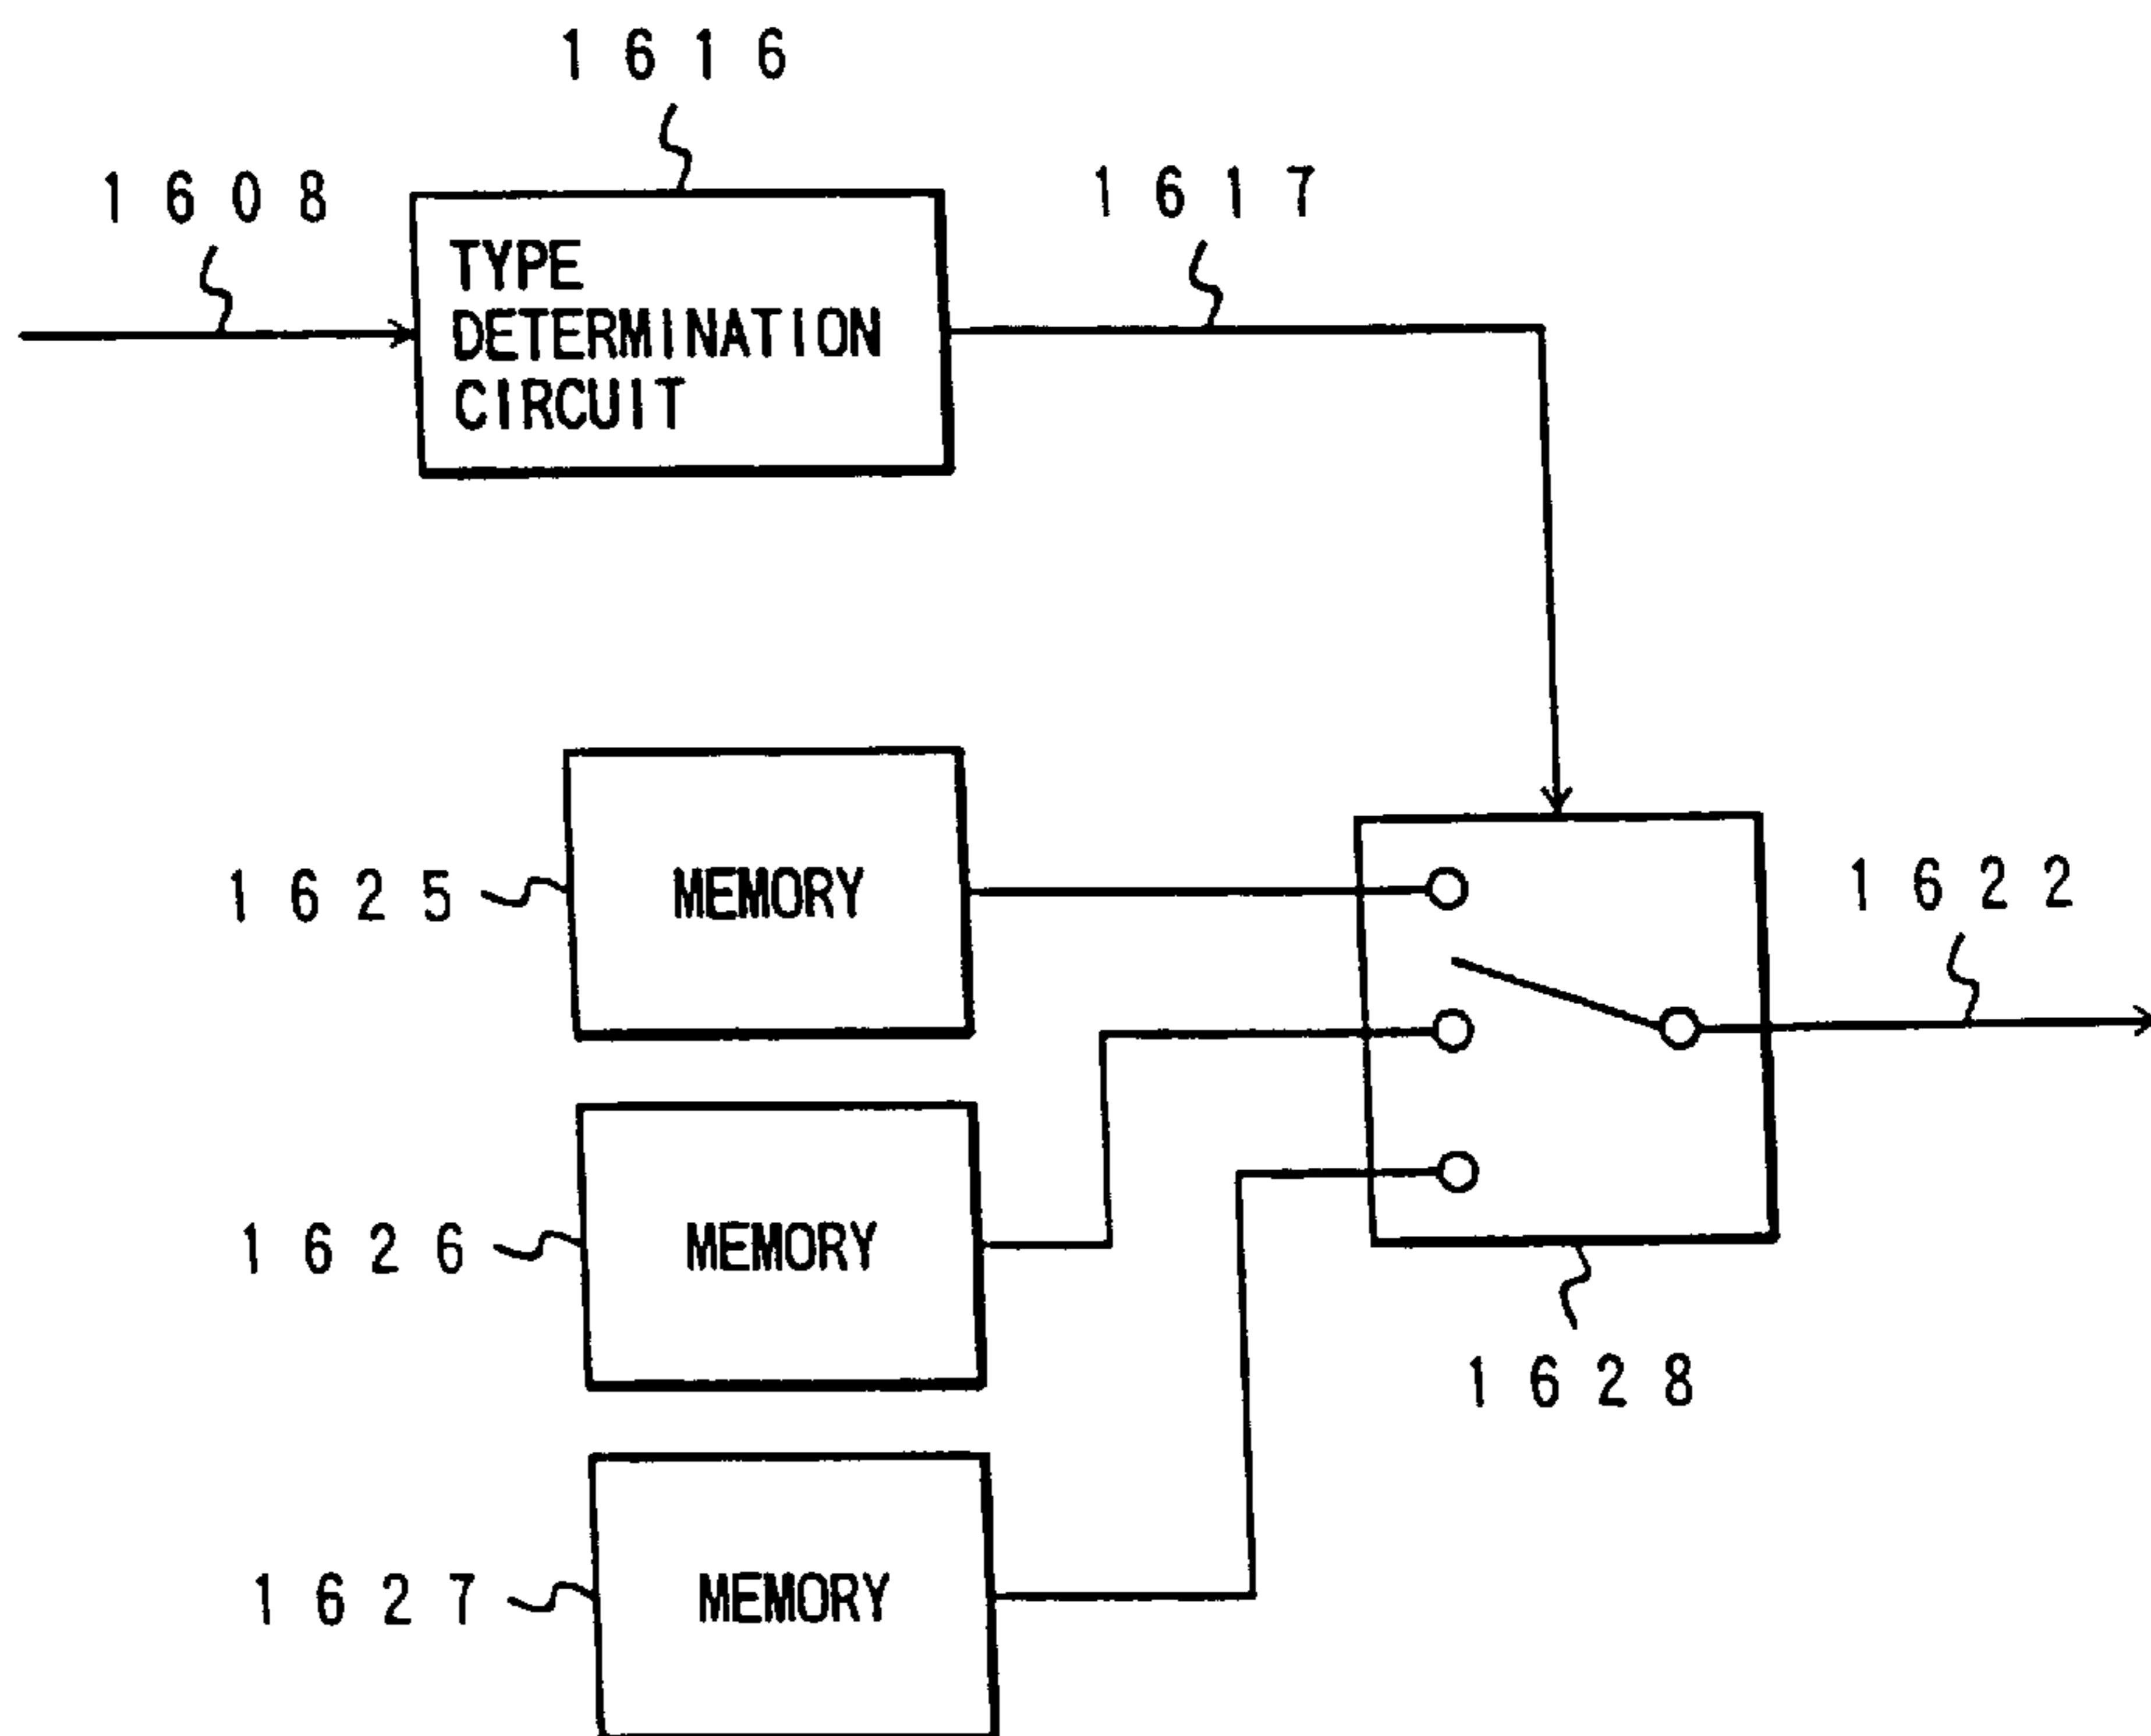 1616
1608
1617
TYPE
DETERMINATION
CIRCUIT
1625
MEMORY
1622
1626
MEMORY
1628
1627
MEMORY